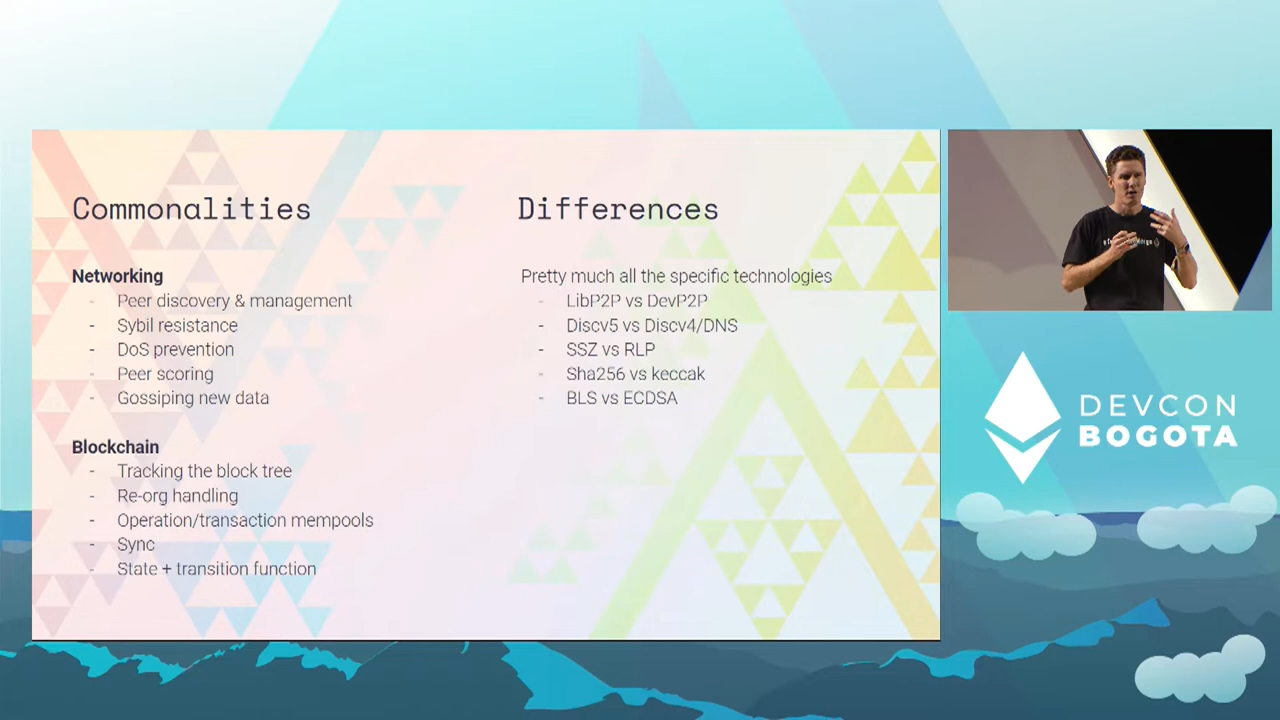 Commonalities
Networking
- Peer discovery & management
- Sybil resistance
- DoS prevention
- Peer scoring
- Gossiping new data
Blockchain
- Tracking the block tree
- Re-org handling
- Operation/transaction mempools
- Sync
- State + transition function
Differences
Pretty much all the specific technologies
- LibP2P vs DevP2P
- Discv5 vs Discv4/DNS
- SSZ vs RLP
- Sha256 vs keccak
- BLS vs ECDSA
DEVCON
BOGOTA